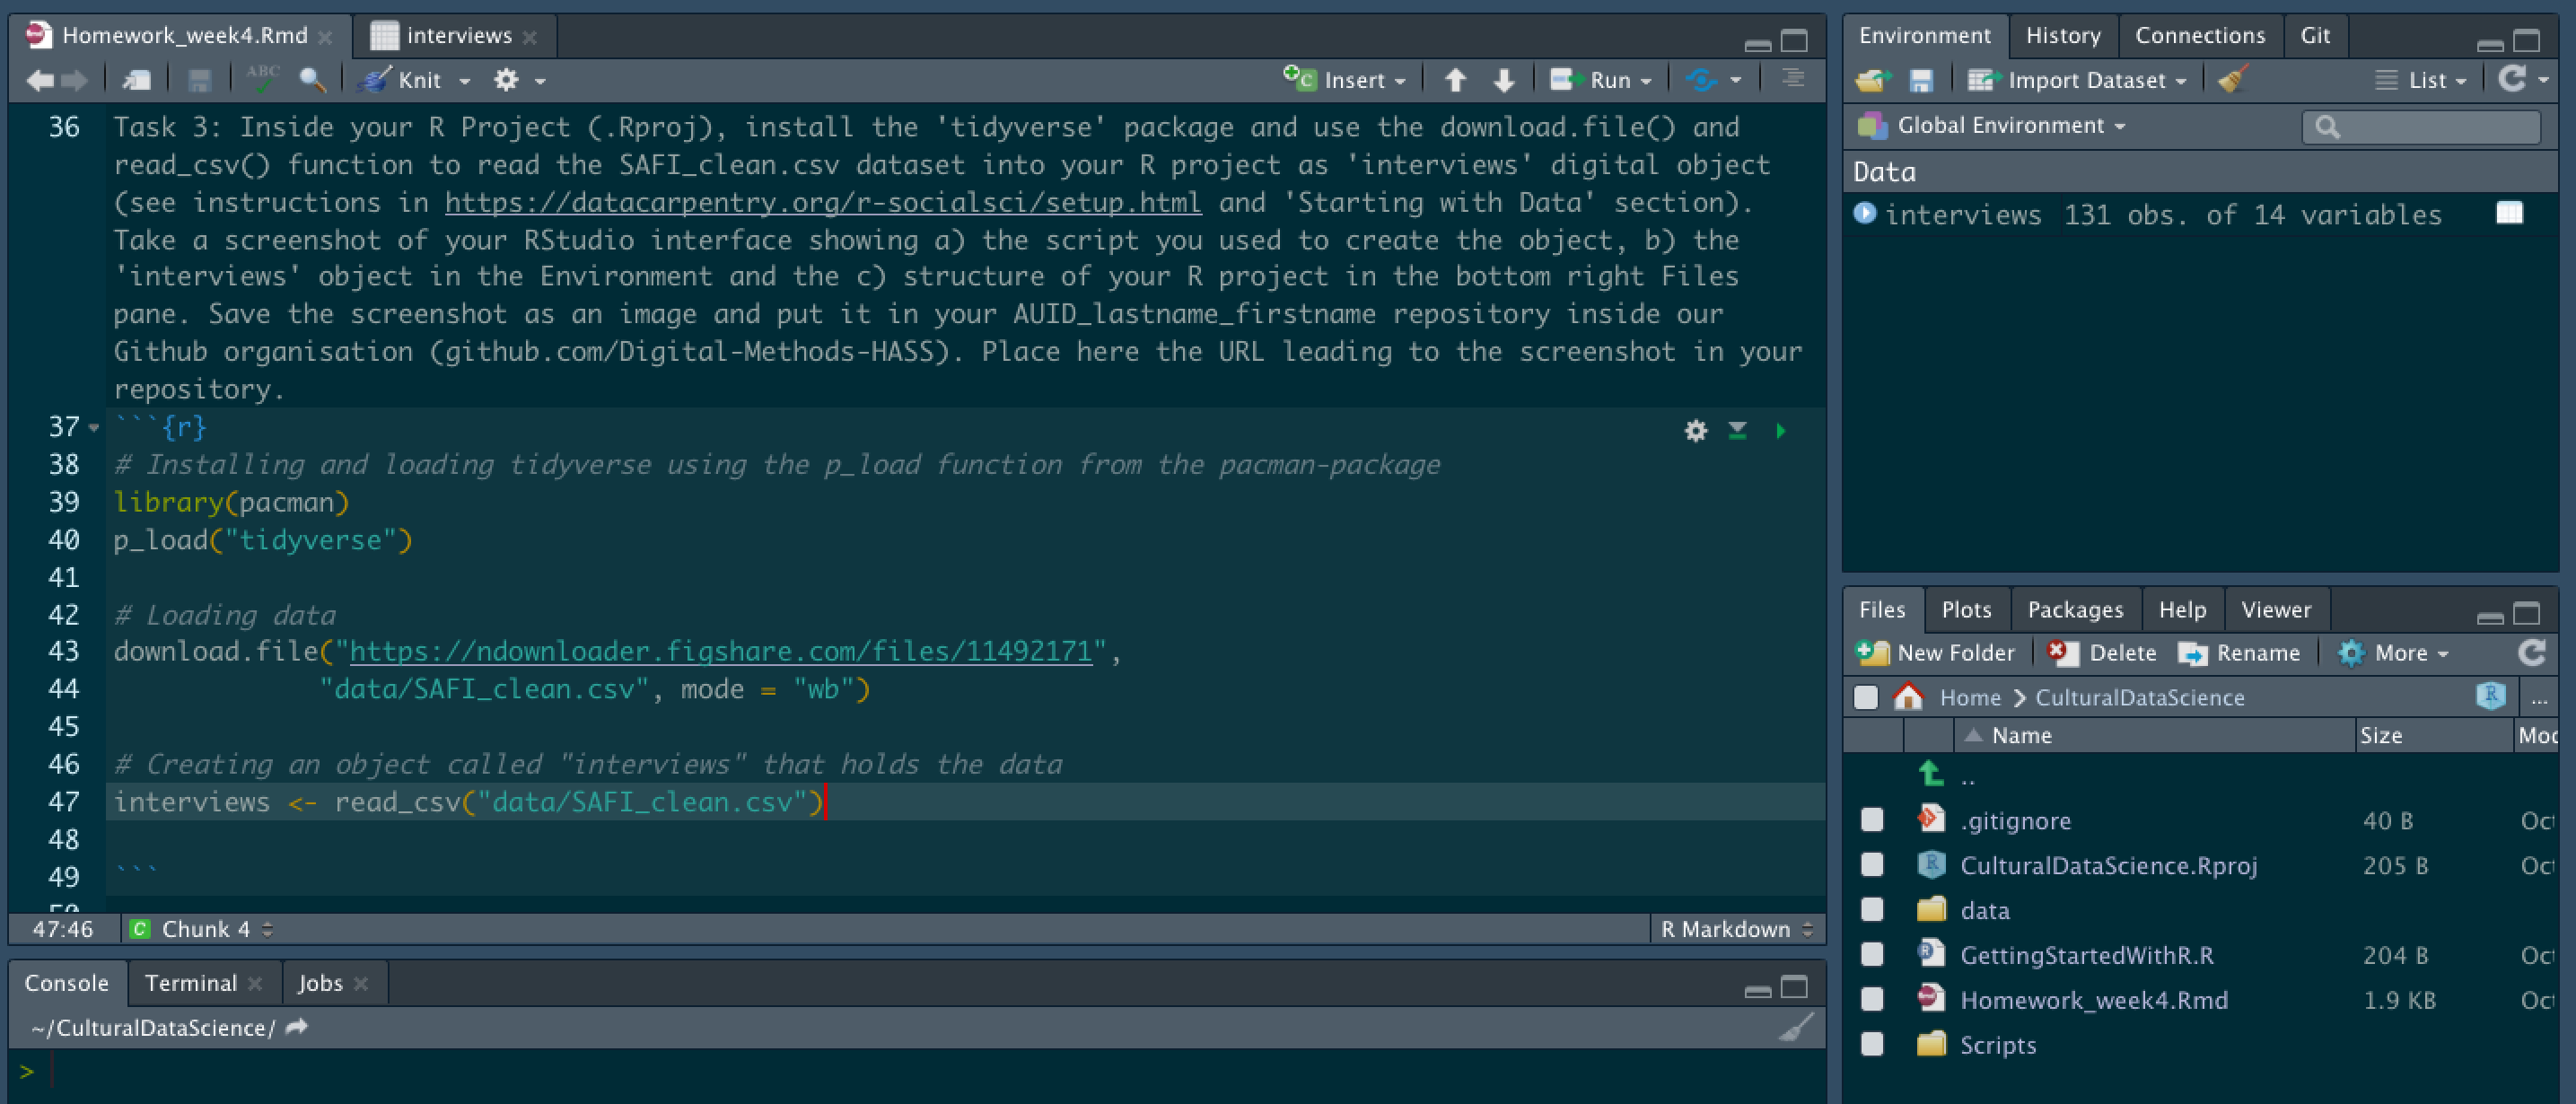 Homework_week4.Rmd
interviews
ABC
Knit
Insert
Run
36 Task 3: Inside your R Project (.Rproj), install the 'tidyverse' package and use the download.file() and
read_csv() function to read the SAFI_clean.csv dataset into your R project as 'interviews' digital object
(see instructions in https://datacarpentry.org/r-socialsci/setup.html and 'Starting with Data' section).
Take a screenshot of your RStudio interface showing a) the script you used to create the object, b) the
'interviews' object in the Environment and the c) structure of your R project in the bottom right Files
pane. Save the screenshot as an image and put it in your AUID_lastname_firstname repository inside our
Github organisation (github.com/Digital-Methods-HASS). Place here the URL leading to the screenshot in your
repository.
37 ```{r}
38 # Installing and loading tidyverse using the p_load function from the pacman-package
39 library(pacman)
40 p_load("tidyverse")
41
42 # Loading data
43 download.file("https://ndownloader.figshare.com/files/11492171",
44 "data/SAFI_clean.csv", mode = "wb")
45
46 # Creating an object called "interviews" that holds the data
47 interviews <- read_csv("data/SAFI_clean.csv")
48
49 ```
50
47:46 C Chunk 4 R Markdown
Console Terminal Jobs
~/CulturalDataScience/
>
Environment History Connections Git
Import Dataset List
Global Environment
Data
interviews 131 obs. of 14 variables
Files Plots Packages Help Viewer
New Folder Delete Rename More
Home CulturalDataScience R ...
Name Size Moc
..
.gitignore 40 B Oct
CulturalDataScience.Rproj 205 B Oct
data
GettingStartedWithR.R 204 B Oct
Homework_week4.Rmd 1.9 KB Oct
Scripts